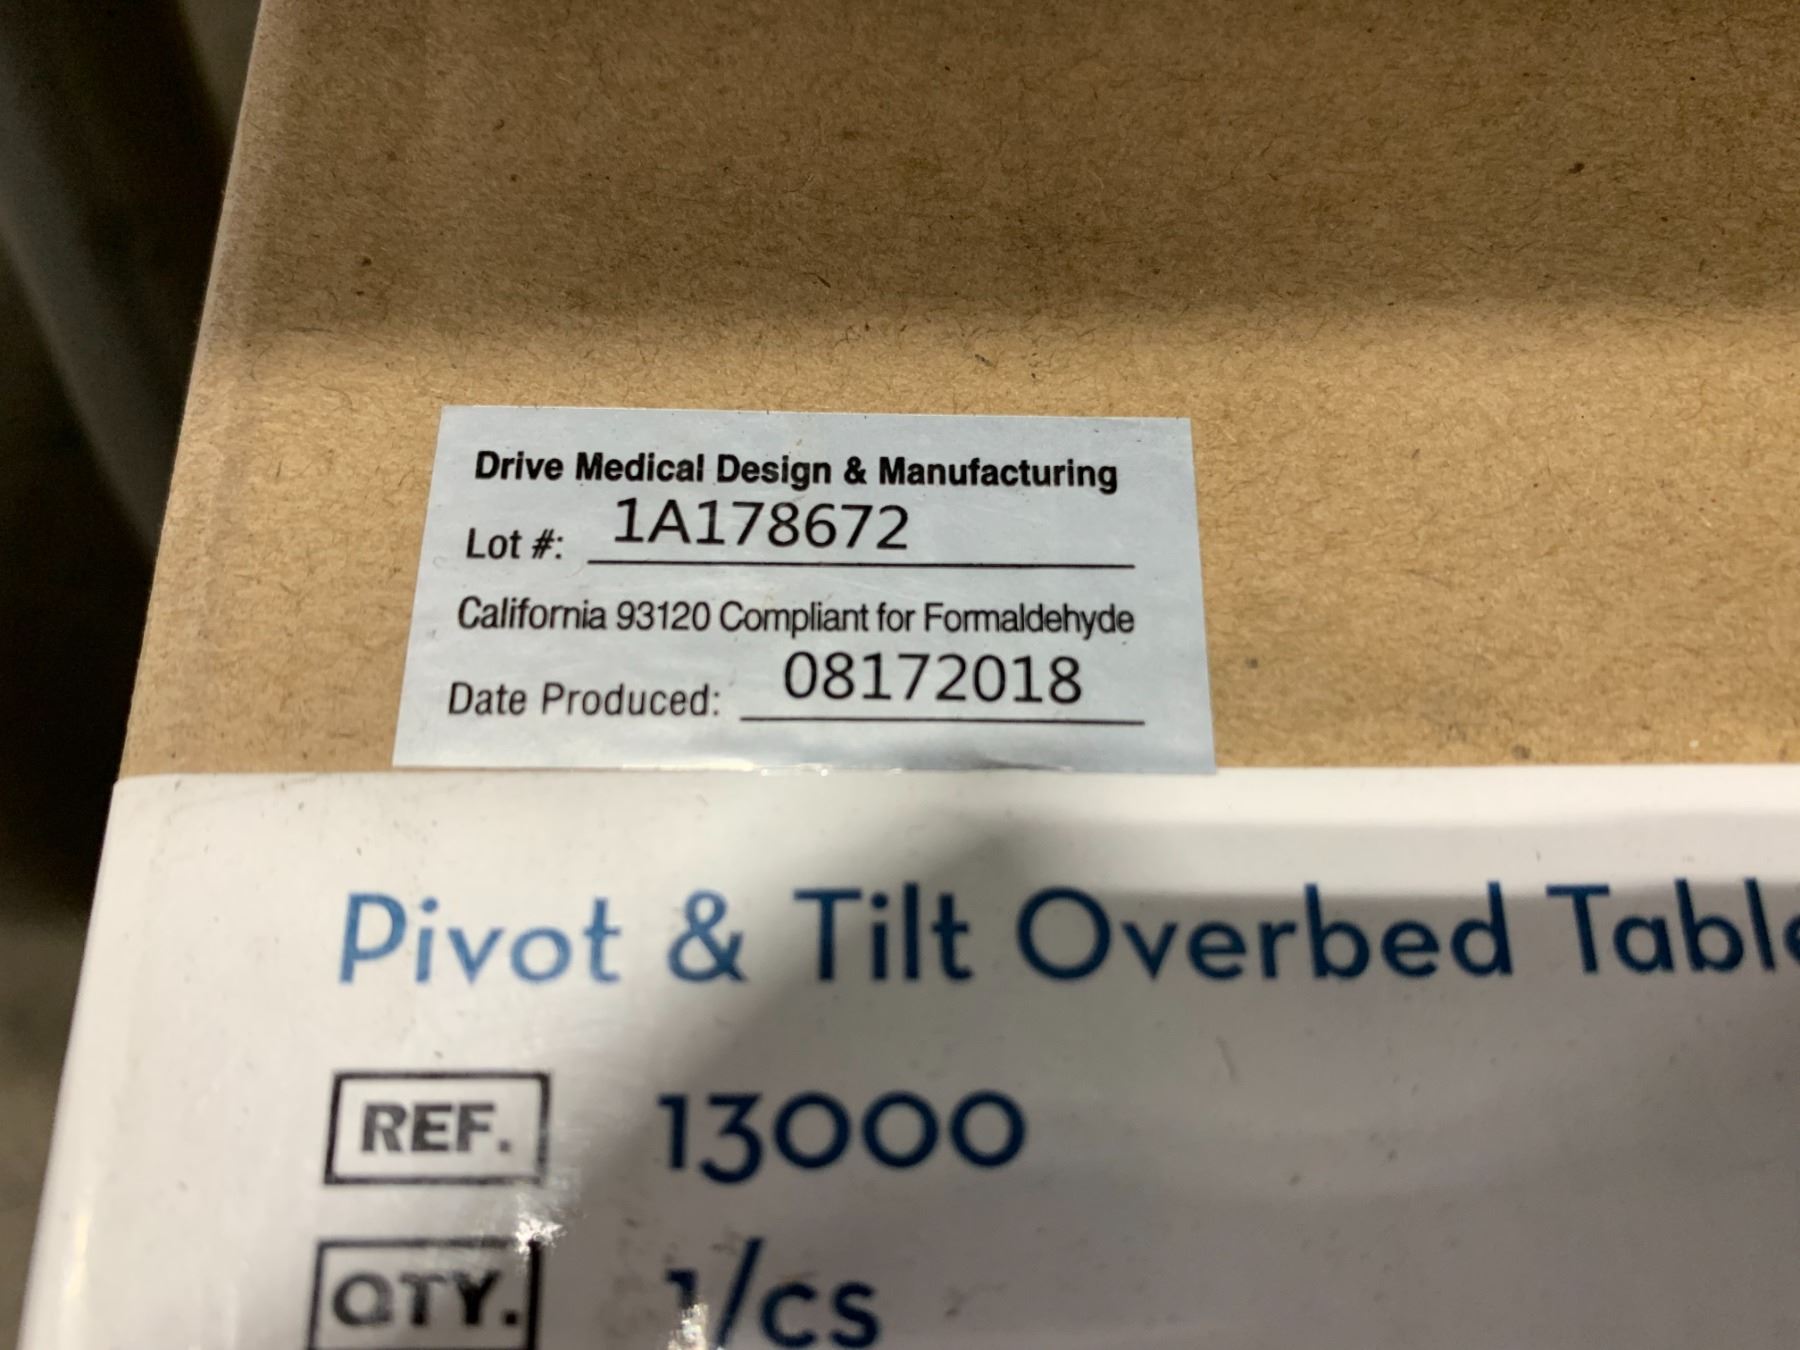 Drive Medical Design & Manufacturing
Lot #: 1A178672
California 93120 Compliant for Formaldehyde
Date Produced: 08172018
Pivot & Tilt Overbed Table
REF. 13000
QTY. 1/cs